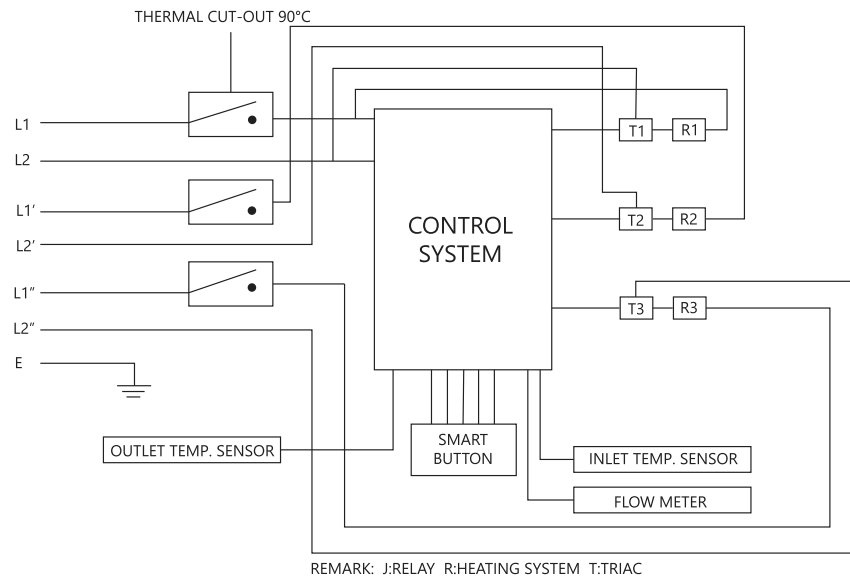 THERMAL CUT-OUT 90°C
L1
L2
L1'
L2'
L1"
L2"
E
CONTROL
SYSTEM
T1
R1
T2
R2
T3
R3
OUTLET TEMP. SENSOR
SMART
BUTTON
INLET TEMP. SENSOR
FLOW METER
REMARK: J:RELAY R:HEATING SYSTEM T:TRIAC